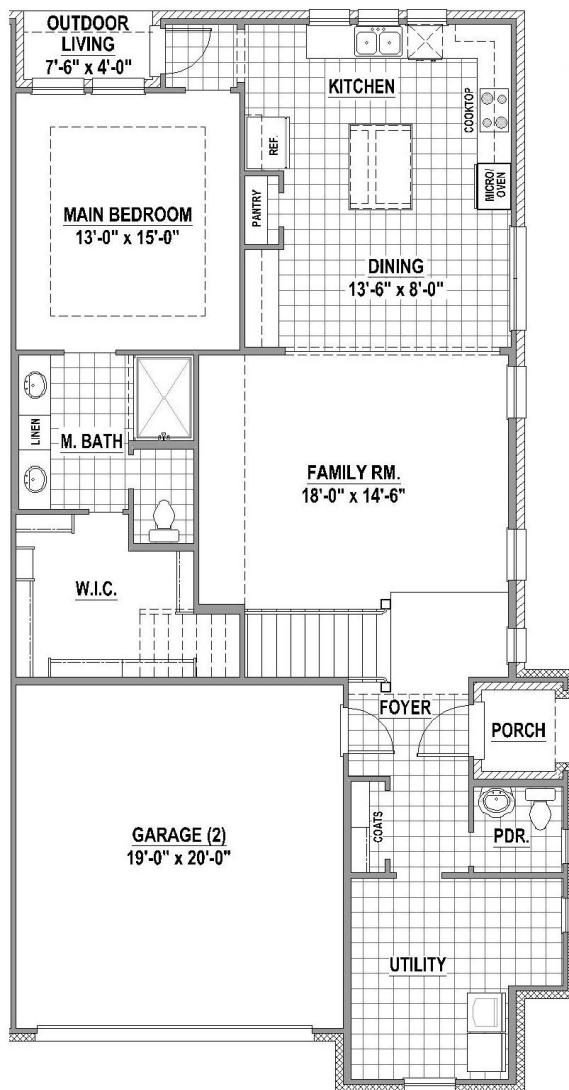 OUTDOOR
LIVING
7'-6" x 4'-0"
KITCHEN
COOKTOP
REF.
MICRO/
OVEN
PANTRY
MAIN BEDROOM
13'-0" x 15'-0"
DINING
13'-6" x 8'-0"
LINEN
M. BATH
FAMILY RM.
18'-0" x 14'-6"
W.I.C.
FOYER
PORCH
GARAGE (2)
19'-0" x 20'-0"
COATS
PDR.
UTILITY